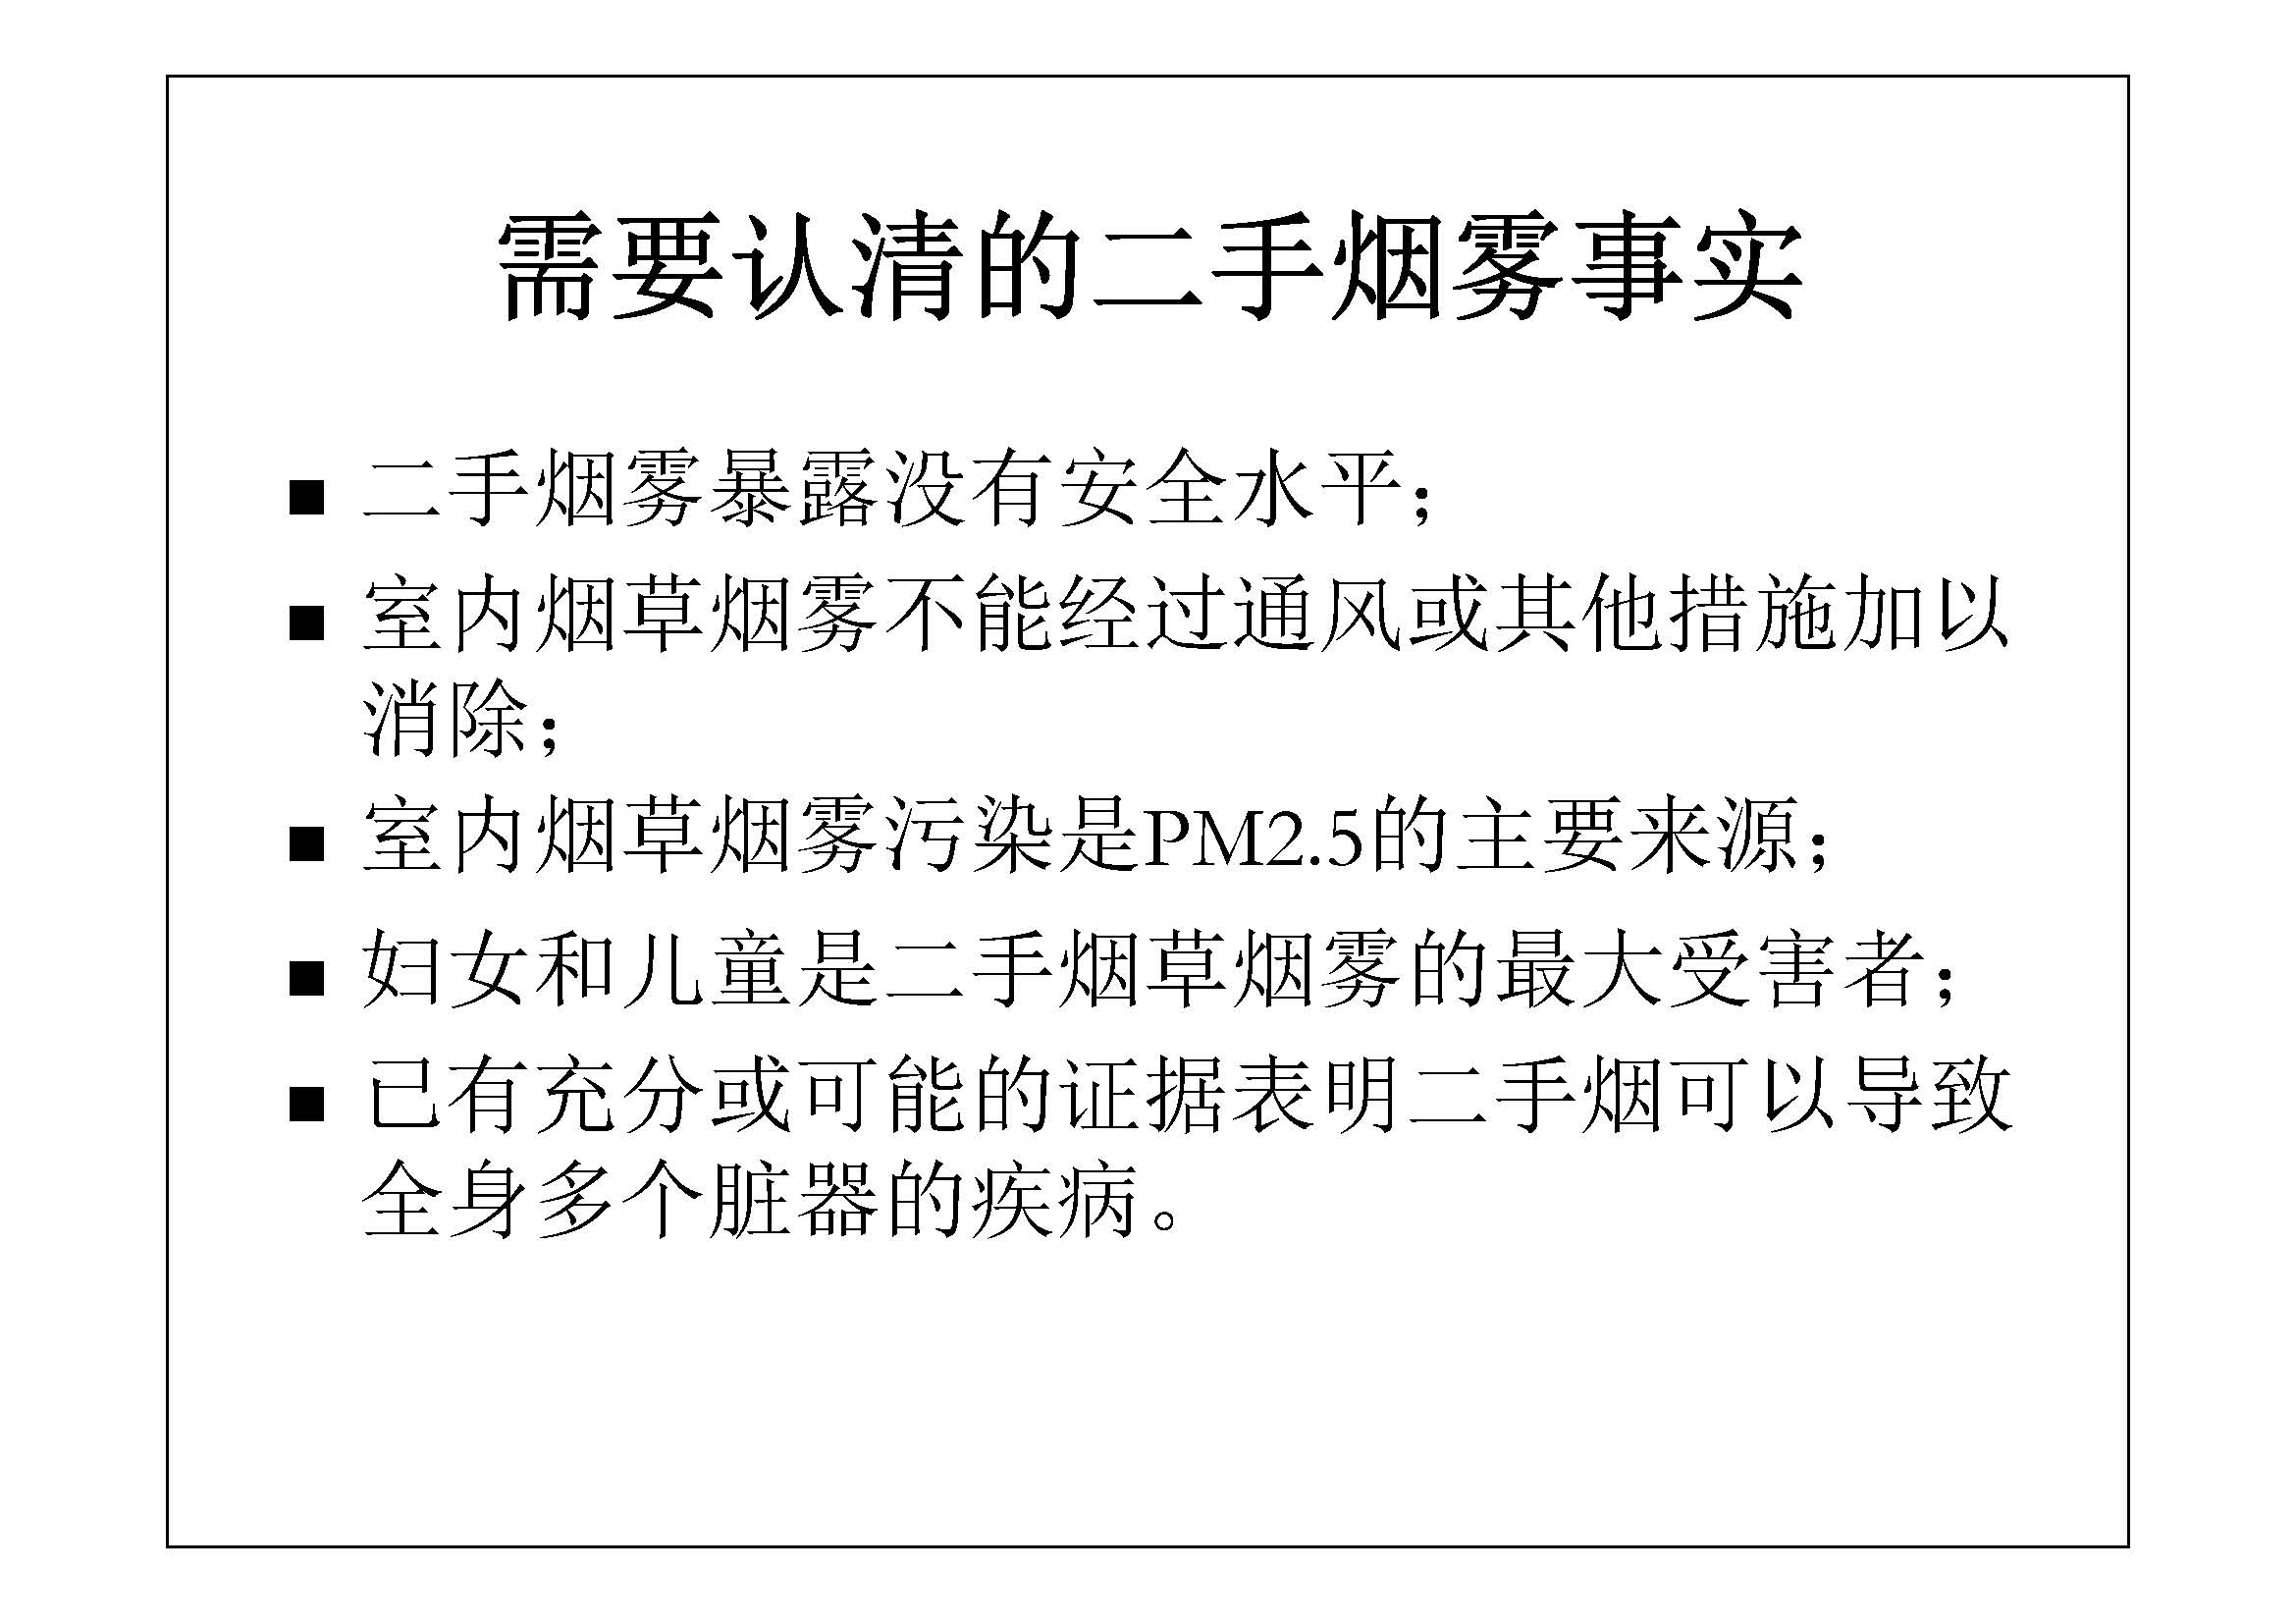 需要认清的二手烟雾事实
■ 二手烟雾暴露没有安全水平；
■ 室内烟草烟雾不能经过通风或其他措施加以
消除；
■ 室内烟草烟雾污染是PM2.5的主要来源；
■ 妇女和儿童是二手烟草烟雾的最大受害者；
■ 已有充分或可能的证据表明二手烟可以导致
全身多个脏器的疾病。